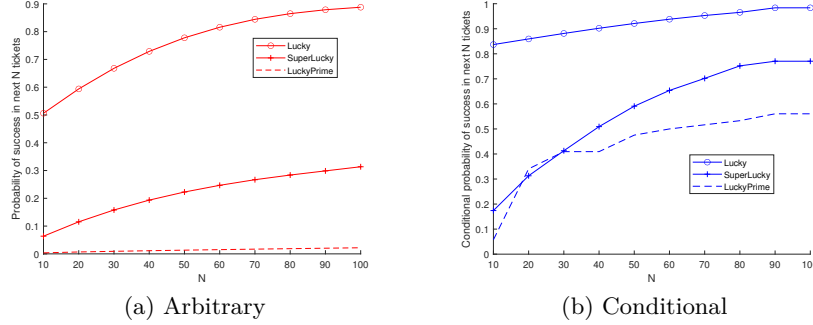 0.9
0.8
0.7
0.6
0.5
0.4
0.3
0.2
0.1
0
10 20 30 40 50 60 70 80 90 100
N
Probability of success in next N tickets
Lucky
SuperLucky
LuckyPrime
(a) Arbitrary
1
0.9
0.8
0.7
0.6
0.5
0.4
0.3
0.2
0.1
0
10 20 30 40 50 60 70 80 90 100
N
Conditional probability of success in next N tickets
Lucky
SuperLucky
LuckyPrime
(b) Conditional